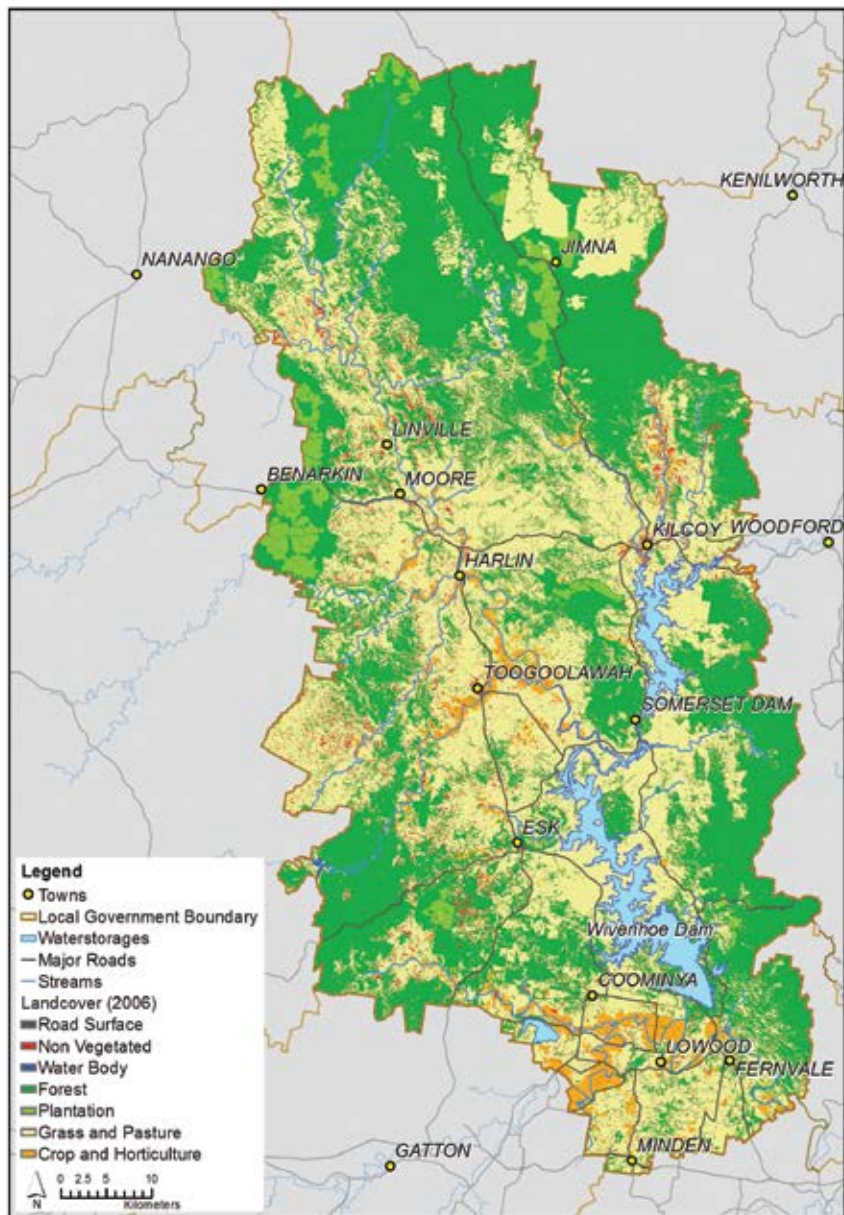 KENILWORTH
NANANGO
JIMNA
LINVILLE
BENARKIN
MOORE
KILCOY
WOODFORD
HARLIN
TOOGOOLAWAH
SOMERSET DAM
ESK
Wivenhoe Dam
COOMINYA
LOWOOD
FERNVALE
GATTON
MINDEN
Legend
Towns
Local Government Boundary
Waterstorages
Major Roads
Streams
Landcover (2006)
Road Surface
Non Vegetated
Water Body
Forest
Plantation
Grass and Pasture
Crop and Horticulture
N
0 2.5 5 10
Kilometers